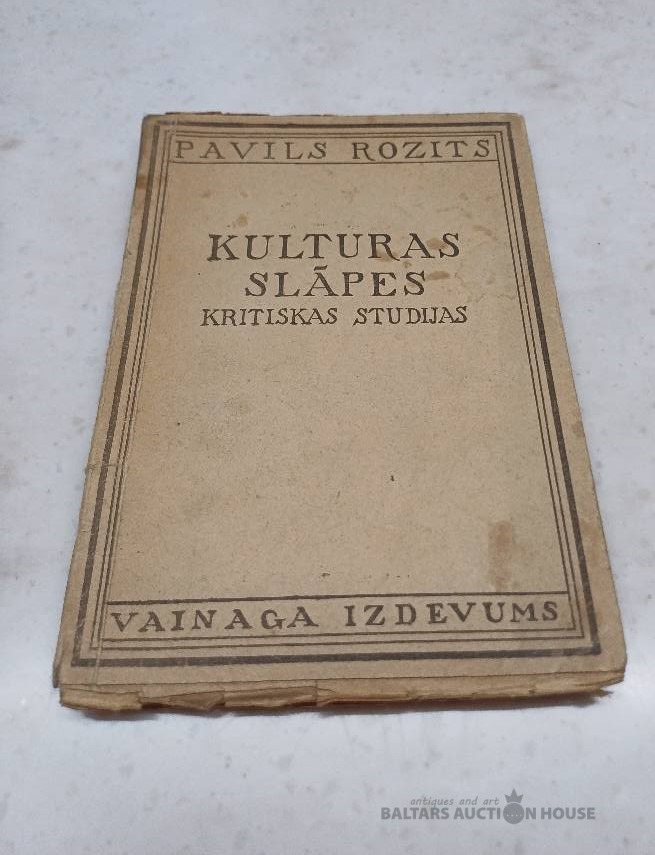 PAVILS ROZITS
KULTURAS
SLĀPES
KRITISKAS STUDIJAS
VAINAGA IZDEVUMS
antiques and art
BALTARS AUCTION HOUSE